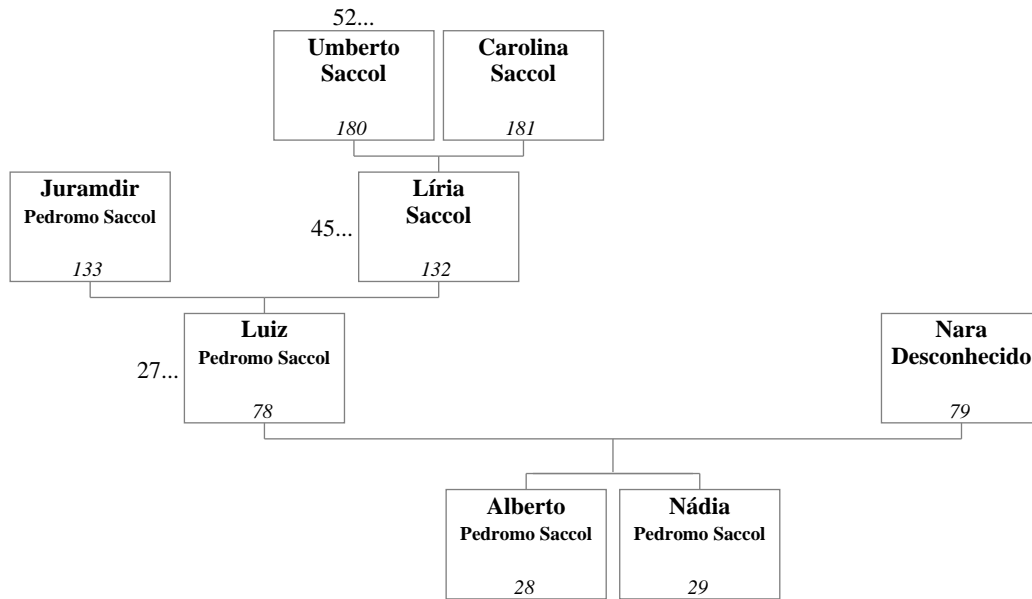 52...
Umberto
Saccol
180
Carolina
Saccol
181
Juramdir
Pedromo Saccol
133
45...
Líria
Saccol
132
27...
Luiz
Pedromo Saccol
78
Nara
Desconhecido
79
Alberto
Pedromo Saccol
28
Nádia
Pedromo Saccol
29